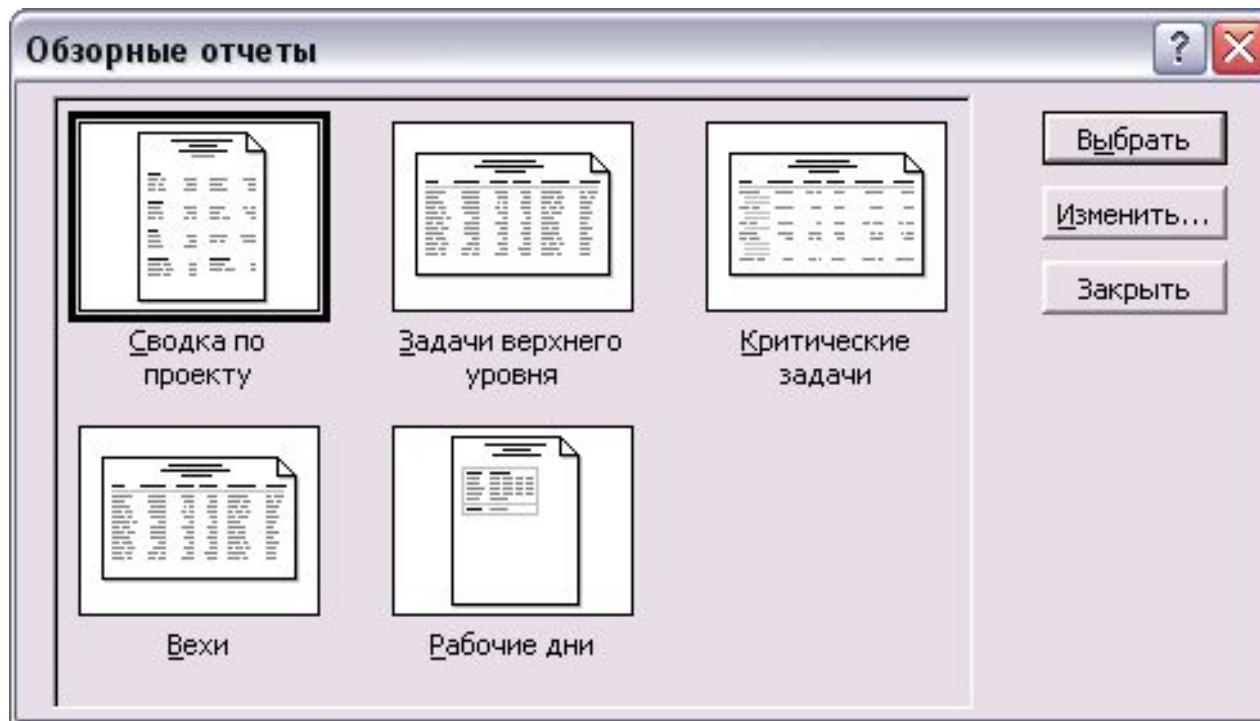 Обзорные отчеты
?
Выбрать
Изменить...
Закрыть
Сводка по
проекту
Задачи верхнего
уровня
Критические
задачи
Вехи
Рабочие дни